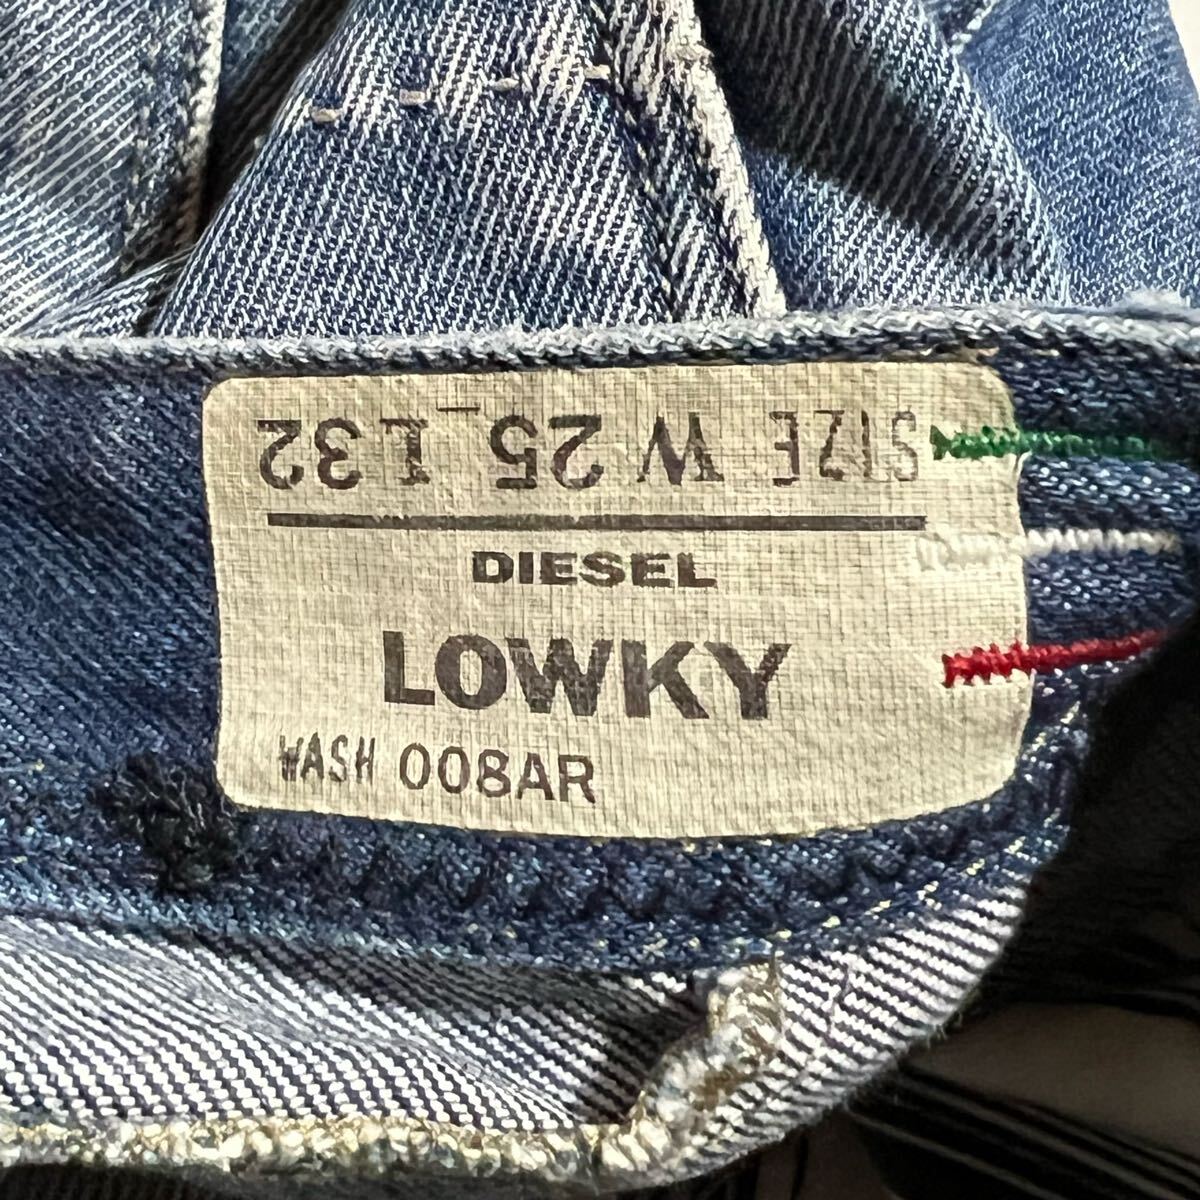 SIZE W 25 L 32
DIESEL
LOWKY
WASH 008AR